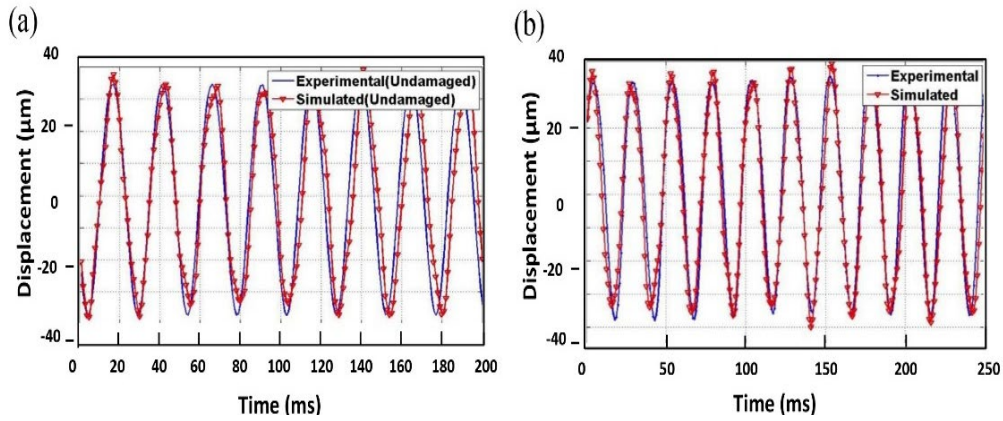 (a)
40
20
0
-20
-40
Displacement (µm)
Experimental(Undamaged)
Simulated(Undamaged)
0 20 40 60 80 100 120 140 160 180 200
Time (ms)
(b)
40
20
0
-20
-40
Displacement (µm)
Experimental
Simulated
0 50 100 150 200 250
Time (ms)